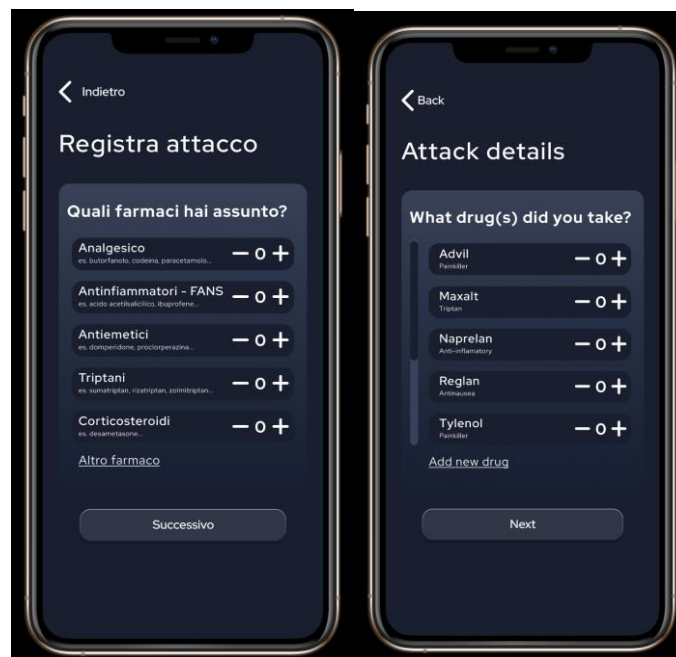 Indietro
Registra attacco
Quali farmaci hai assunto?
Analgesico
es. butorfanolo, codeina, paracetamolo...
0
Antinfiammatori - FANS
es. acido acetilsalicilico, ibuprofene...
0
Antiemetici
es. domperidone, proclorperazina...
0
Triptani
es. sumatriptan, rizatriptan, zolmitriptan...
0
Corticosteroidi
es. desametasone...
0
Altro farmaco
Successivo
Back
Attack details
What drug(s) did you take?
Advil
Painkiller
0
Maxalt
Triptan
0
Naprelan
Anti-inflamatory
0
Reglan
Antinausea
0
Tylenol
Painkiller
0
Add new drug
Next